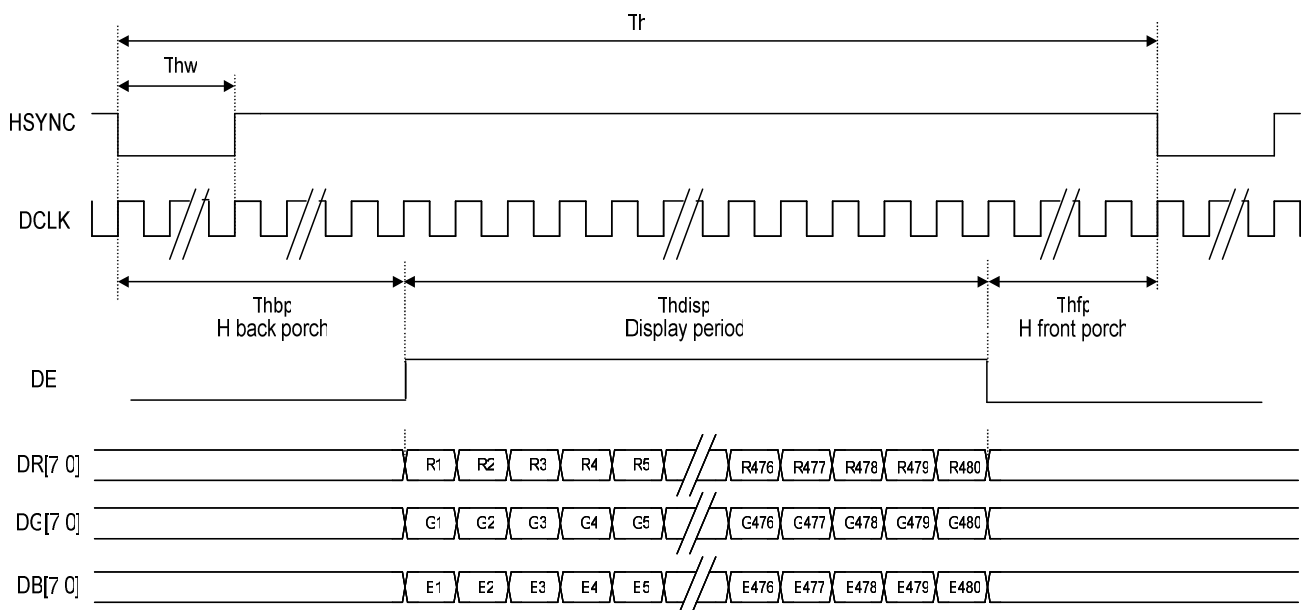 Th
Thw
HSYNC
DCLK
Thbp
H back porch
Thdisp
Display period
Thfp
H front porch
DE
DR[7 0] R1 R2 R3 R4 R5 R476 R477 R478 R479 R480
DG[7 0] G1 G2 G3 G4 G5 G476 G477 G478 G479 G480
DB[7 0] E1 E2 E3 E4 E5 E476 E477 E478 E479 E480